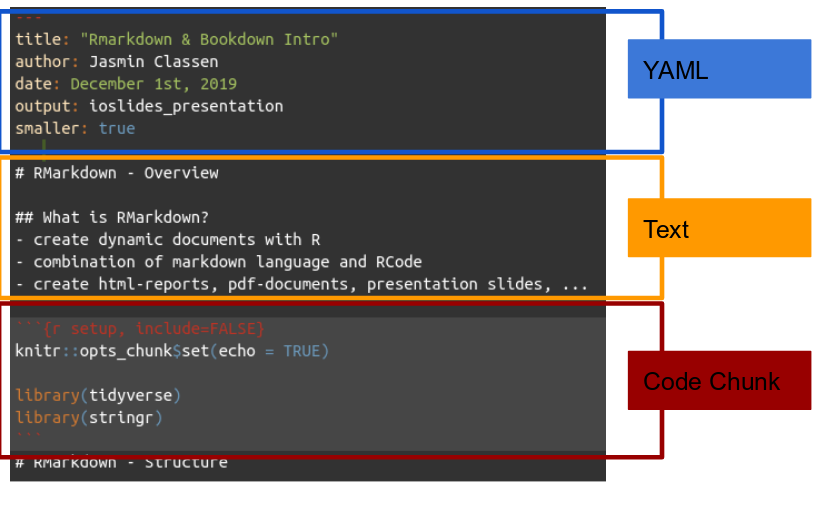 ---
title: "Rmarkdown & Bookdown Intro"
author: Jasmin Classen
date: December 1st, 2019
output: ioslides_presentation
smaller: true
YAML
# RMarkdown - Overview
## What is RMarkdown?
- create dynamic documents with R
- combination of markdown language and RCode
- create html-reports, pdf-documents, presentation slides, ...
Text
```{r setup, include=FALSE}
knitr::opts_chunk$set(echo = TRUE)
library(tidyverse)
library(stringr)
```
Code Chunk
# RMarkdown - Structure